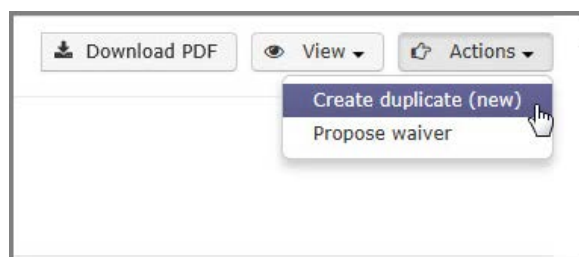 Download PDF View Actions
Create duplicate (new)
Propose waiver